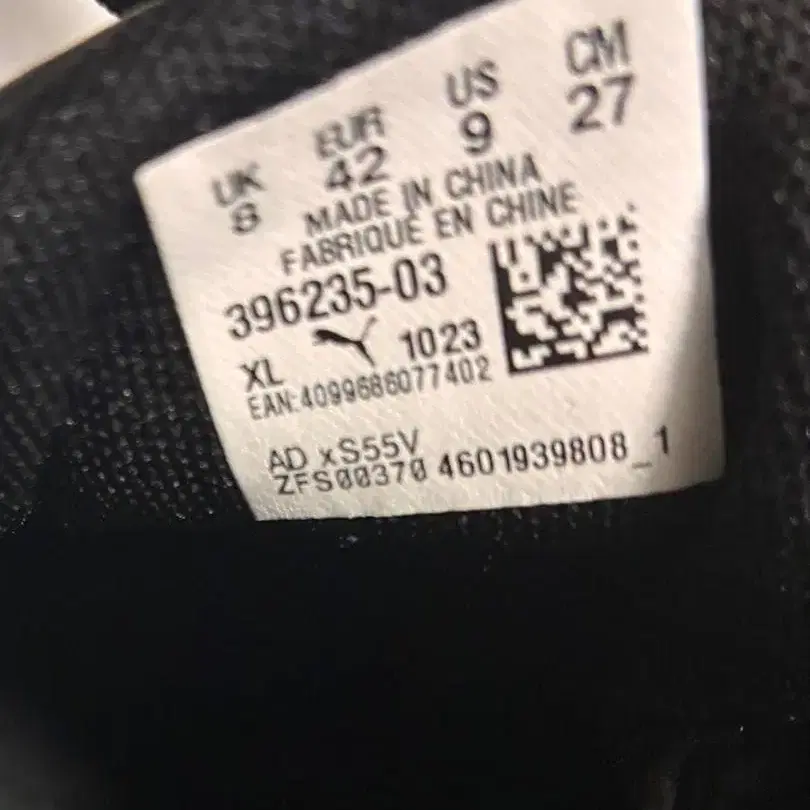 UK EUR US CM
8 42 9 27
MADE IN CHINA
FABRIQUÉ EN CHINE
396235-03
XL 1023
EAN:4099686077402
AD xS55V
ZFS00370 4601939808_1